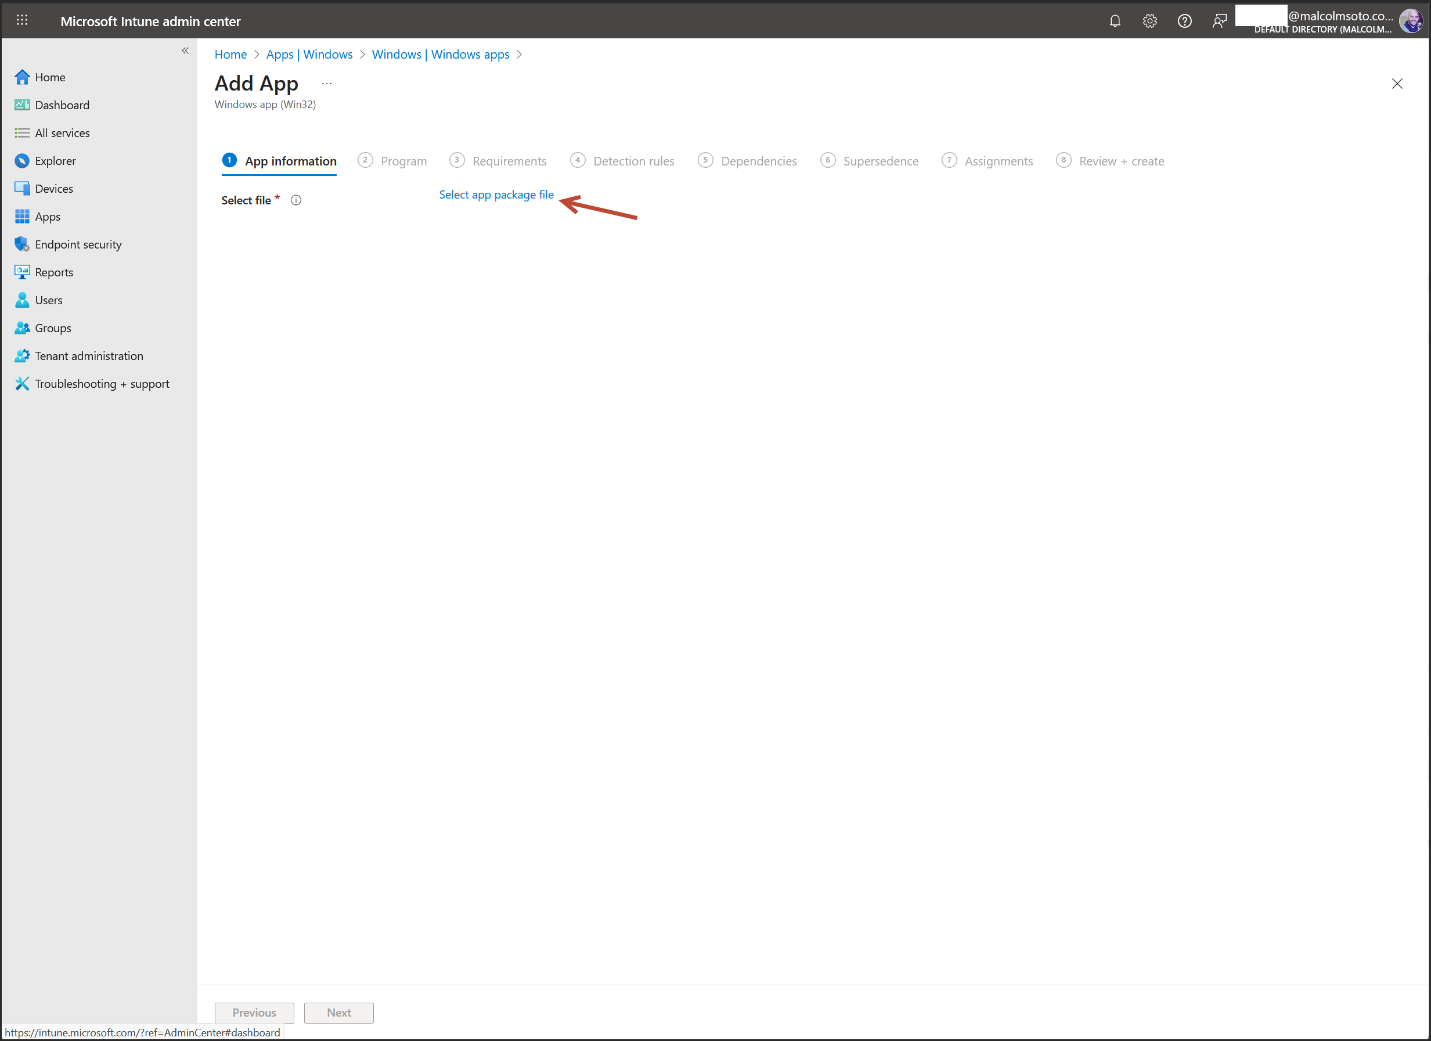 Microsoft Intune admin center
@malcolmsoto.co...
DEFAULT DIRECTORY (MALCOLM...
«
Home
Dashboard
All services
Explorer
Devices
Apps
Endpoint security
Reports
Users
Groups
Tenant administration
Troubleshooting + support
Home > Apps | Windows > Windows | Windows apps >
Add App ...
Windows app (Win32)
1 App information 2 Program 3 Requirements 4 Detection rules 5 Dependencies 6 Supersedence 7 Assignments 8 Review + create
Select file * Select app package file
Previous Next
https://intune.microsoft.com/?ref=AdminCenter#dashboard